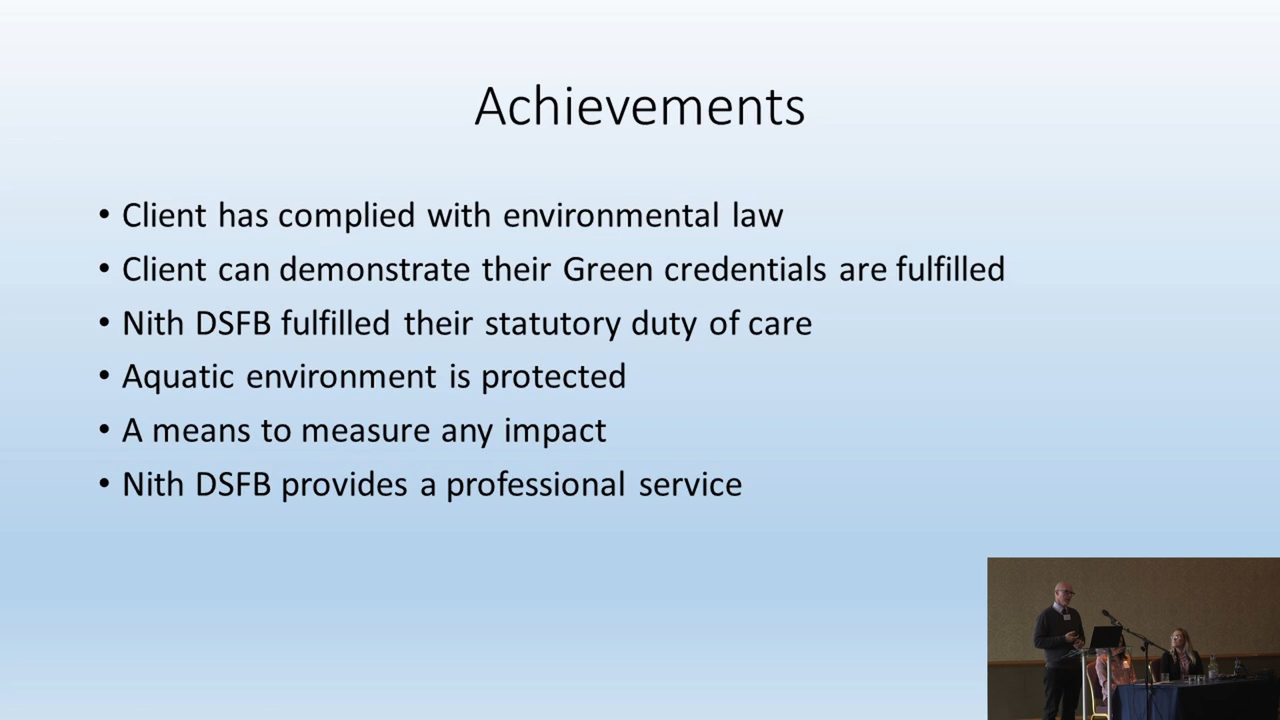 Achievements
• Client has complied with environmental law
• Client can demonstrate their Green credentials are fulfilled
• Nith DSFB fulfilled their statutory duty of care
• Aquatic environment is protected
• A means to measure any impact
• Nith DSFB provides a professional service